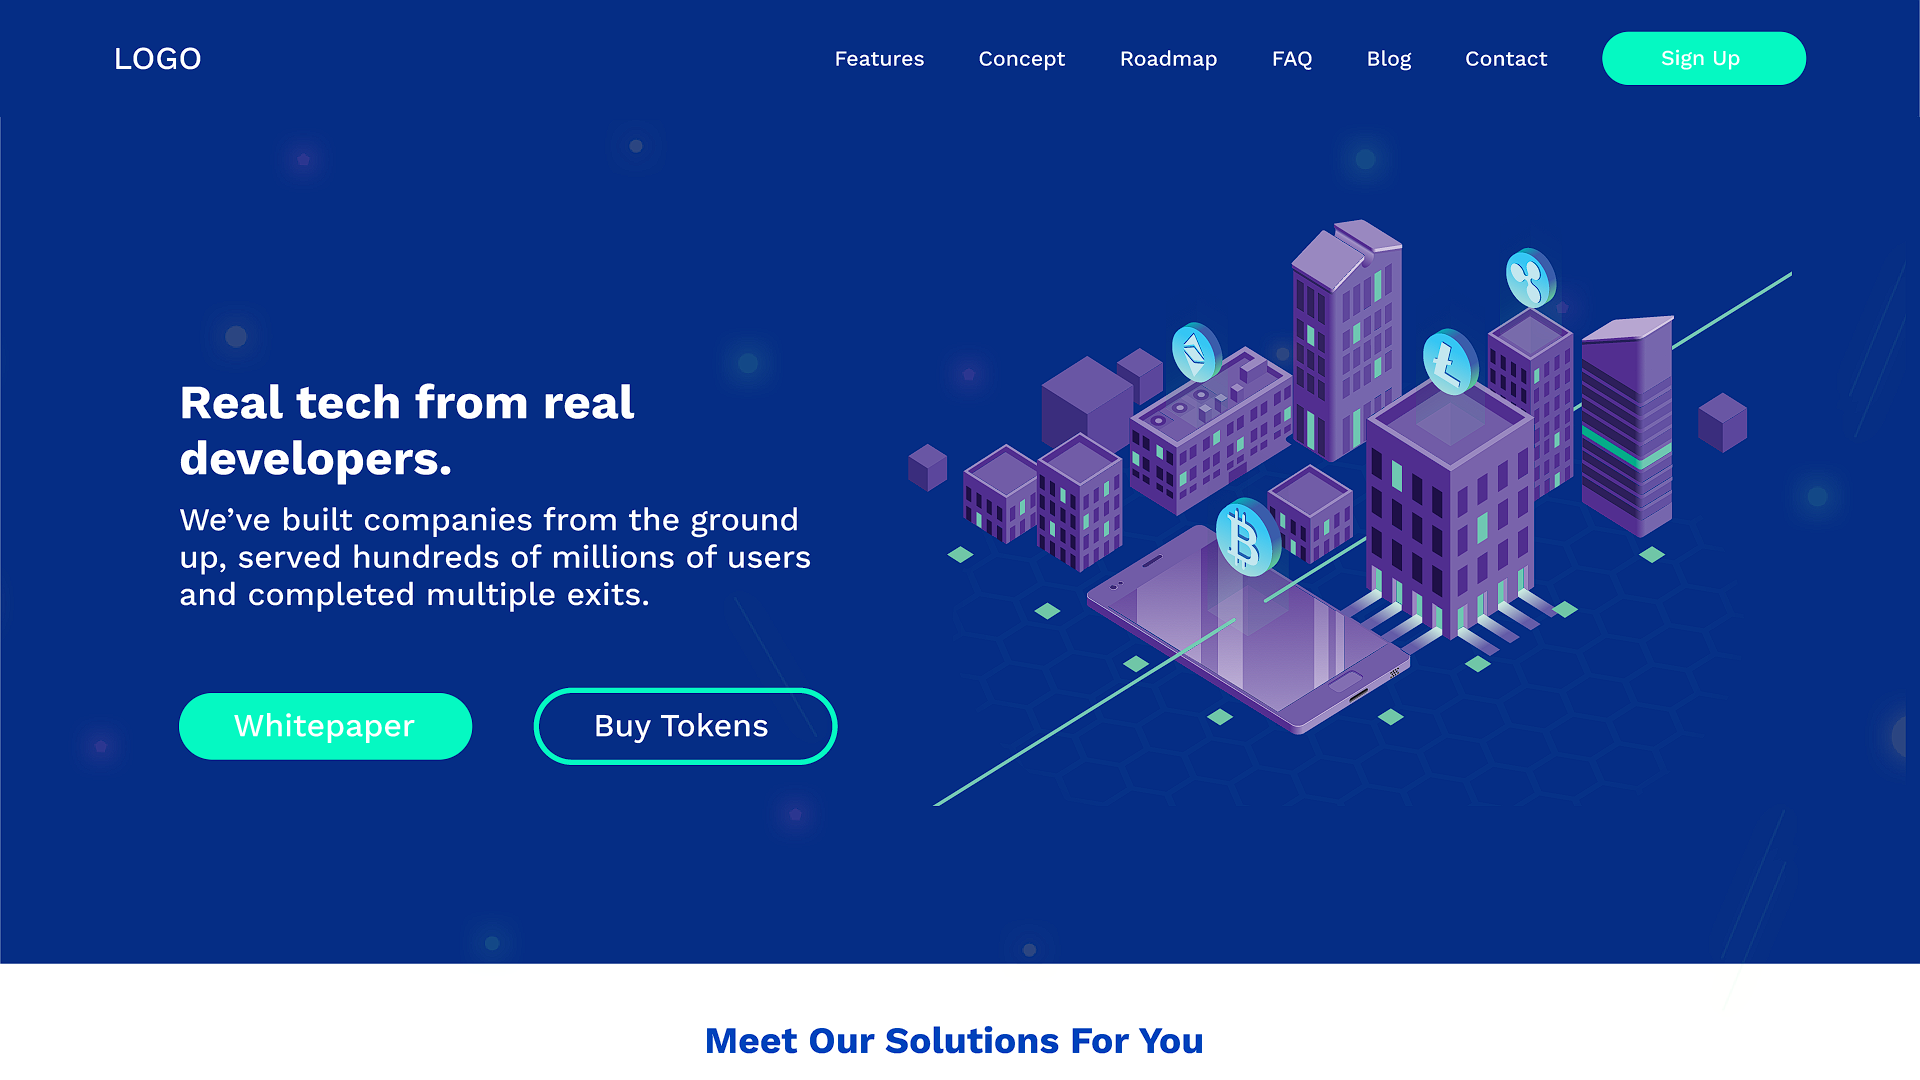 LOGO
Features
Concept
Roadmap
FAQ
Blog
Contact
Sign Up
Real tech from real
developers.
We’ve built companies from the ground
up, served hundreds of millions of users
and completed multiple exits.
Whitepaper
Buy Tokens
Meet Our Solutions For You